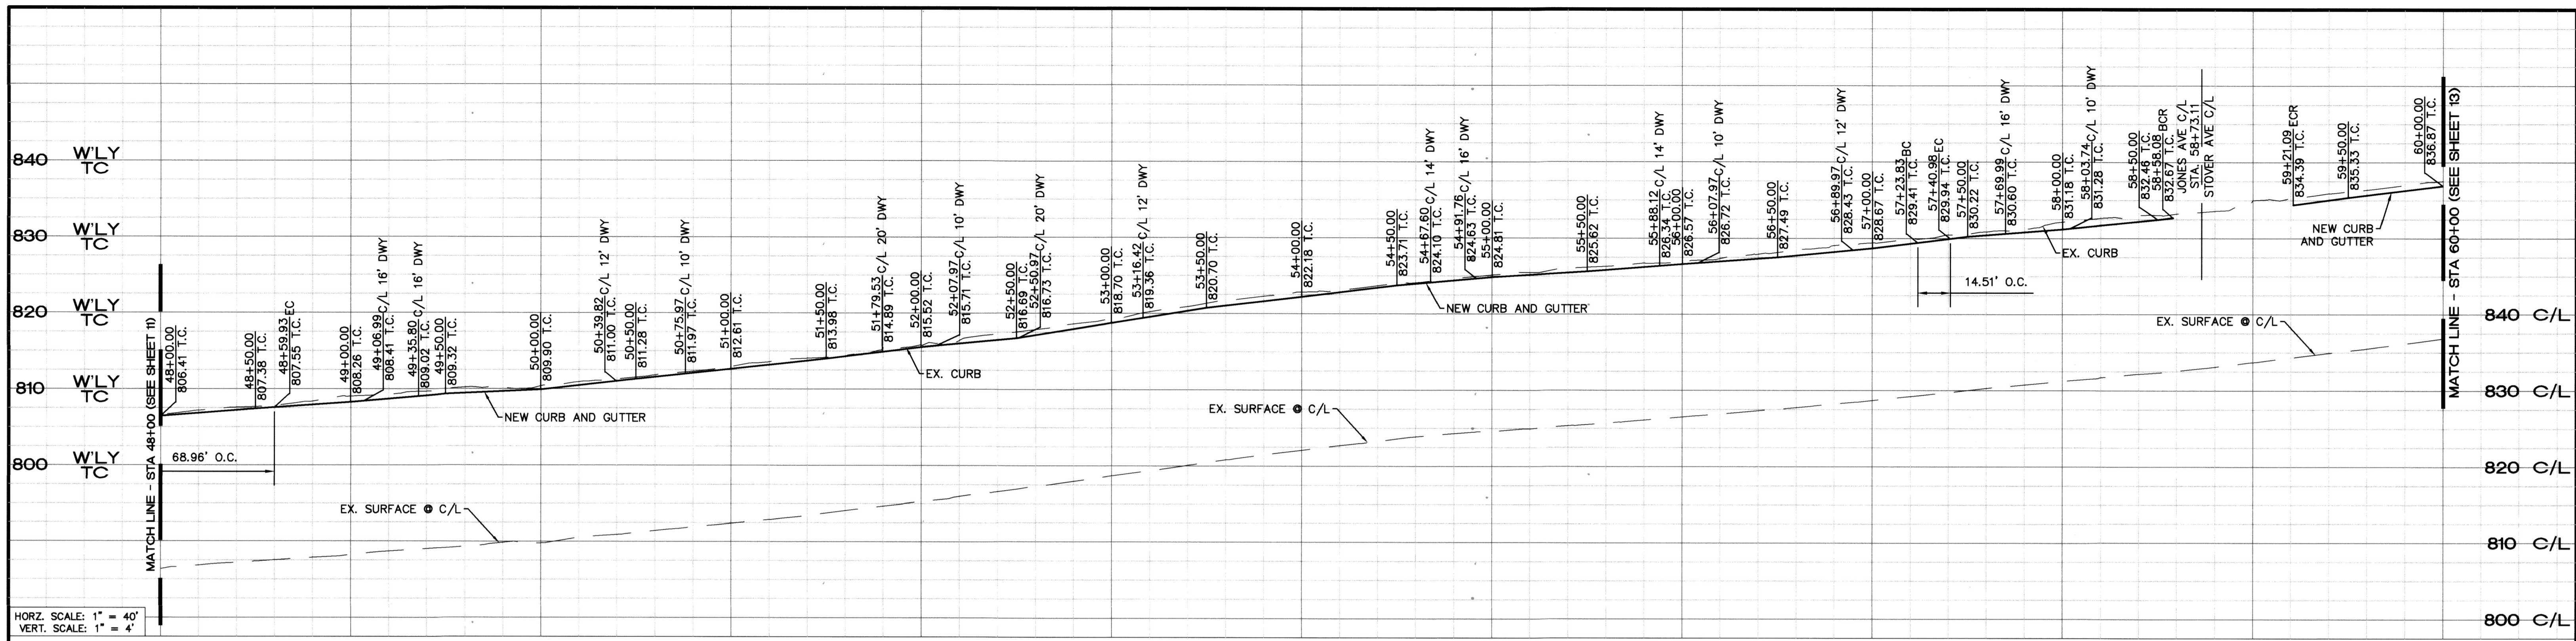 840 W'LY TC
830 W'LY TC
820 W'LY TC
810 W'LY TC
800 W'LY TC
MATCH LINE - STA 48+00 (SEE SHEET 11)
68.96' O.C.
HORZ. SCALE: 1" = 40'
VERT. SCALE: 1" = 4'
48+00.00
806.41 T.C.
48+50.00
807.38 T.C.
48+59.93 EC
807.55 T.C.
49+00.00
808.26 T.C.
49+06.99 C/L 16' DWY
808.41 T.C.
49+35.80 C/L 16' DWY
809.02 T.C.
49+50.00
809.32 T.C.
50+00.00
809.90 T.C.
50+39.82 C/L 12' DWY
811.00 T.C.
50+50.00
811.28 T.C.
50+75.97 C/L 10' DWY
811.97 T.C.
51+00.00
812.61 T.C.
51+50.00
813.98 T.C.
51+79.53 C/L 20' DWY
814.89 T.C.
52+00.00
815.52 T.C.
52+07.97 C/L 10' DWY
815.71 T.C.
52+50.00
816.69 T.C.
52+50.97 C/L 20' DWY
816.73 T.C.
53+00.00
818.70 T.C.
53+16.42 C/L 12' DWY
819.36 T.C.
53+50.00
820.70 T.C.
54+00.00
822.18 T.C.
54+50.00
823.71 T.C.
54+67.60 C/L 14' DWY
824.10 T.C.
54+91.76 C/L 16' DWY
824.63 T.C.
55+00.00
824.81 T.C.
55+50.00
825.62 T.C.
55+88.12 C/L 14' DWY
826.34 T.C.
56+00.00
826.57 T.C.
56+07.97 C/L 10' DWY
826.72 T.C.
56+50.00
827.49 T.C.
56+89.97 C/L 12' DWY
828.43 T.C.
57+00.00
828.67 T.C.
57+23.83 BC
829.41 T.C.
57+40.98 EC
829.94 T.C.
57+50.00
830.22 T.C.
57+69.99 C/L 16' DWY
830.60 T.C.
58+00.00
831.18 T.C.
58+03.74 C/L 10' DWY
831.28 T.C.
58+50.00
832.46 T.C.
58+58.08 BCR
832.67 T.C.
JONES AVE C/L
STA. 58+73.11
STOVER AVE C/L
59+21.09 ECR
834.39 T.C.
59+50.00
835.33 T.C.
60+00.00
836.87 T.C.
NEW CURB AND GUTTER
EX. CURB
NEW CURB AND GUTTER
EX. CURB
14.51' O.C.
NEW CURB
AND GUTTER
EX. SURFACE @ C/L
EX. SURFACE @ C/L
EX. SURFACE @ C/L
MATCH LINE - STA 60+00 (SEE SHEET 13)
840 C/L
830 C/L
820 C/L
810 C/L
800 C/L